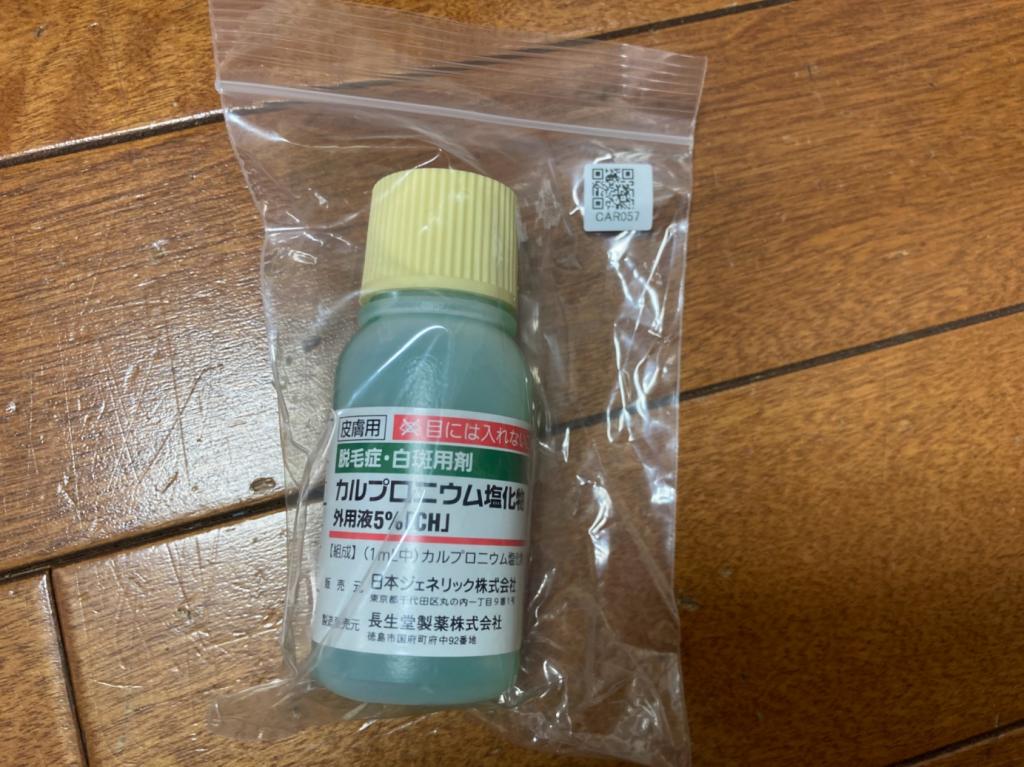 CAR057
皮膚用
目には入れない
脱毛症・白斑用剤
カルプロニウム塩化物
外用液5%「CH」
【組成】(1mL中)カルプロニウム塩化
販売元 日本ジェネリック株式会社
東京都千代田区丸の内一丁目9番1号
製造販売元 長生堂製薬株式会社
徳島市国府町府中92番地